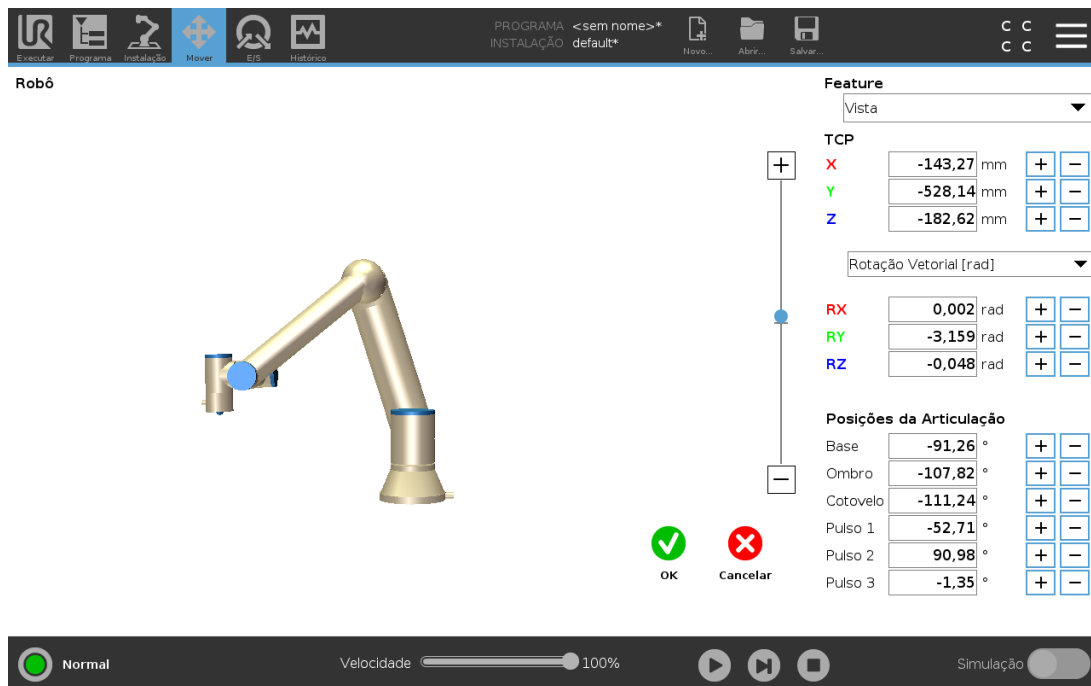 PROGRAMA <sem nome>*
INSTALAÇÃO default*
C C
C C
UR
Executar Programa Instalação Mover E/S Histórico Novo... Abrir... Salvar...
Robô
Feature
Vista
TCP
X -143,27 mm + −
Y -528,14 mm + −
Z -182,62 mm + −
Rotação Vetorial [rad]
RX 0,002 rad + −
RY -3,159 rad + −
RZ -0,048 rad + −
Posições da Articulação
Base -91,26 ° + −
Ombro -107,82 ° + −
Cotovelo -111,24 ° + −
Pulso 1 -52,71 ° + −
Pulso 2 90,98 ° + −
Pulso 3 -1,35 ° + −
OK Cancelar
Normal Velocidade 100% Simulação